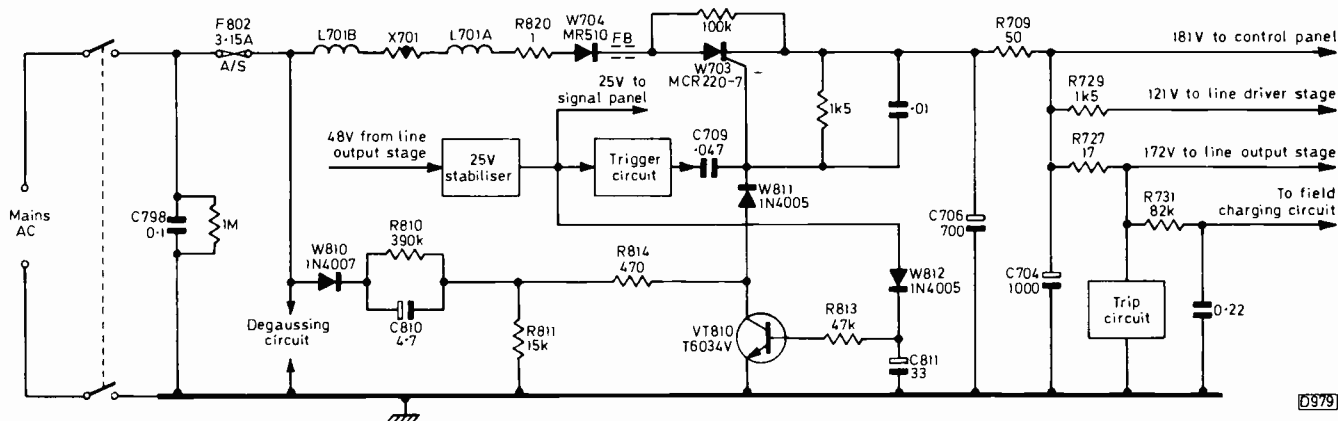 F802
3·15A
A/S
L701B
X701
L701A
R820
1
W704
MR510
FB
100k
W703
MCR220-7
R709
50
181V to control panel
R729
1k5
121V to line driver stage
R727
17
172V to line output stage
R731
82k
To field
charging circuit
25V to
signal panel
48V from line
output stage
25V
stabiliser
Trigger
circuit
C709
·047
1k5
·01
Mains
AC
C798
0·1
1M
W810
1N4007
R810
390k
C810
4·7
R814
470
R811
15k
W811
1N4005
W812
1N4005
R813
47k
VT810
T6034V
C811
33
C706
700
C704
1000
Trip
circuit
0·22
Degaussing
circuit
D979